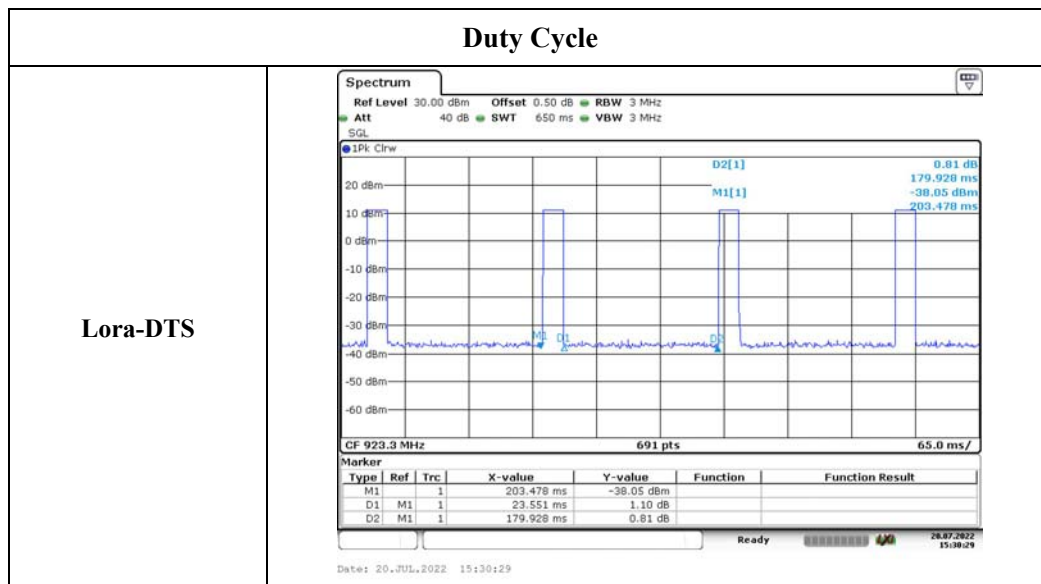 Duty Cycle
Lora-DTS
Spectrum
Ref Level 30.00 dBm Offset 0.50 dB RBW 3 MHz
Att 40 dB SWT 650 ms VBW 3 MHz
SGL
1Pk Clrw
D2[1] 0.81 dB
179.928 ms
M1[1] -38.05 dBm
203.478 ms
20 dBm
10 dBm
0 dBm
-10 dBm
-20 dBm
-30 dBm
M1 D1 D2
-40 dBm
-50 dBm
-60 dBm
CF 923.3 MHz 691 pts 65.0 ms/
Marker
Type Ref Trc X-value Y-value Function Function Result
M1 1 203.478 ms -38.05 dBm
D1 M1 1 23.551 ms 1.10 dB
D2 M1 1 179.928 ms 0.81 dB
Ready 20.07.2022
15:30:29
Date: 20.JUL.2022 15:30:29